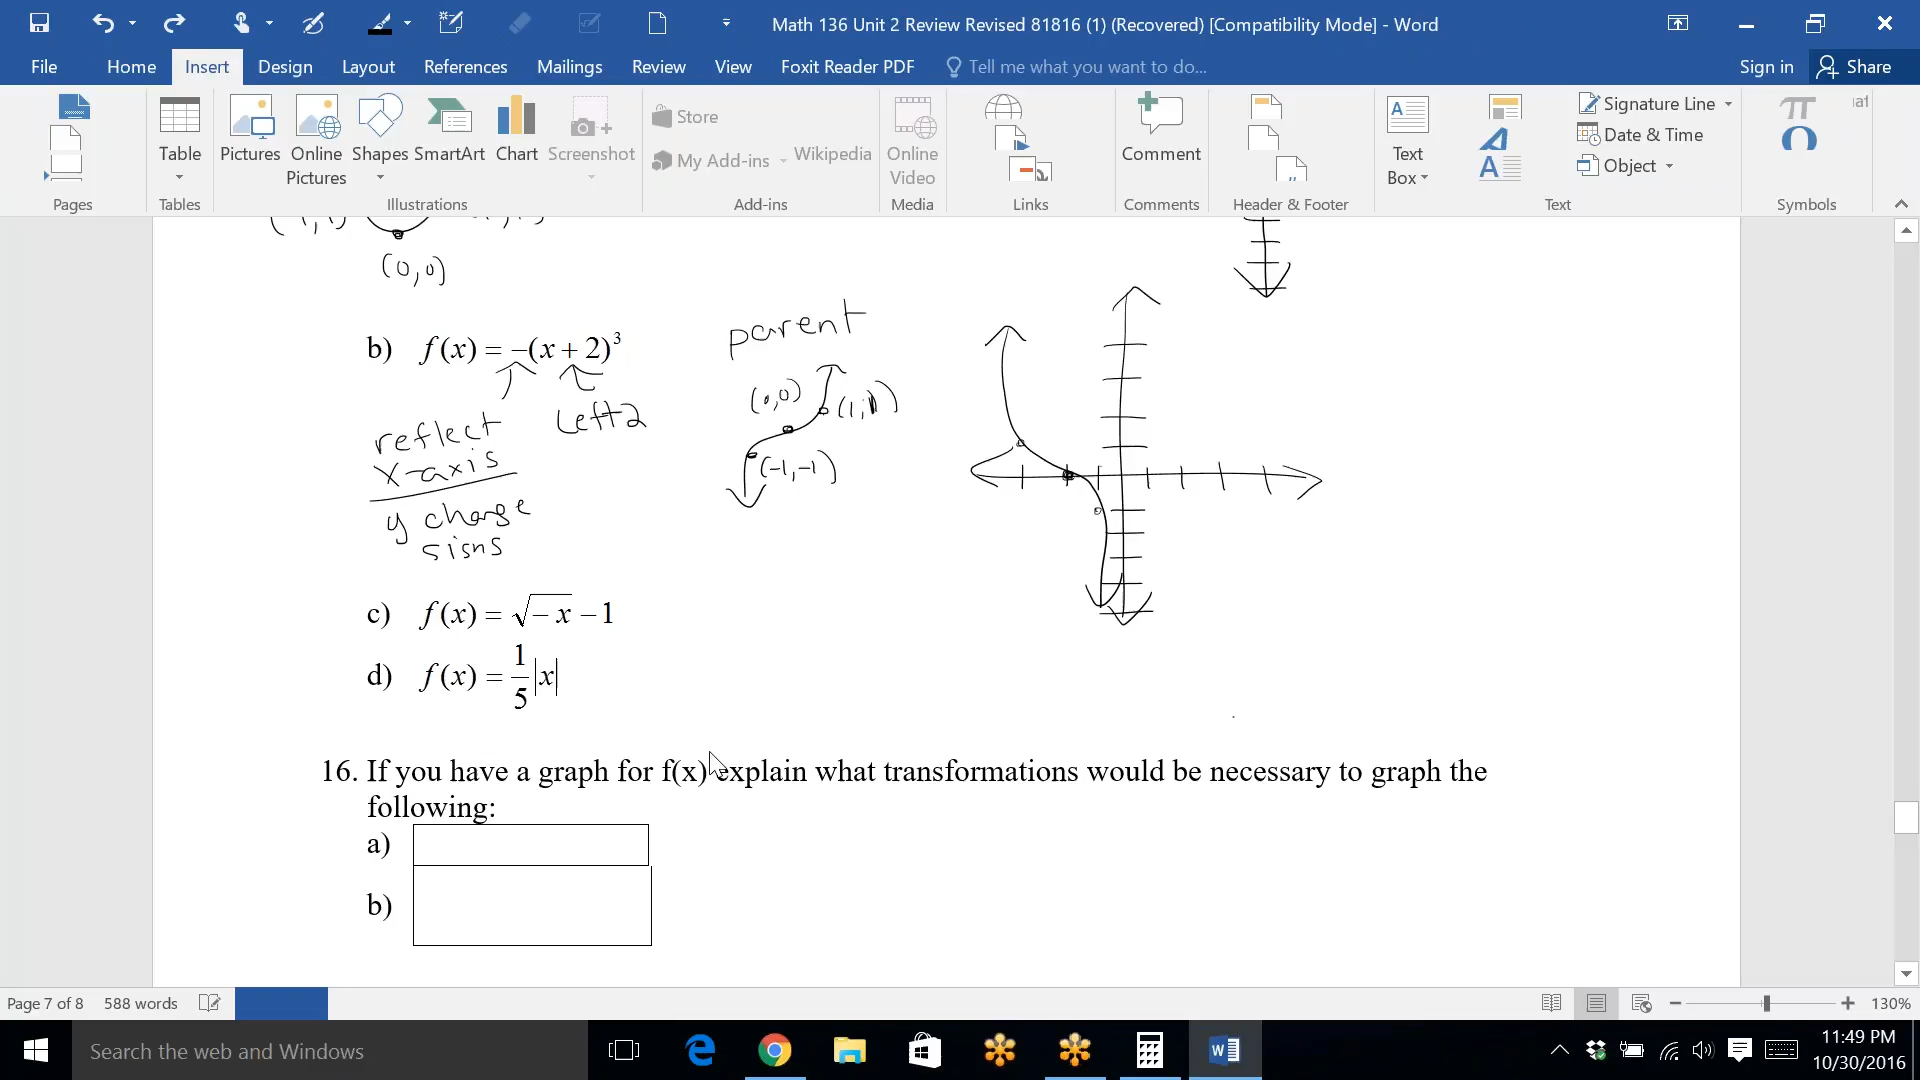 Math 136 Unit 2 Review Revised 81816 (1) (Recovered) [Compatibility Mode] - Word
File Home Insert Design Layout References Mailings Review View Foxit Reader PDF Tell me what you want to do... Sign in Share
Table
Pictures
Online
Pictures
Shapes
SmartArt
Chart
Screenshot
Store
My Add-ins
Wikipedia
Online
Video
Comment
Text
Box
Signature Line
Date & Time
Object
Pages Tables Illustrations Add-ins Media Links Comments Header & Footer Text Symbols
(0,0)
parent
b) f(x) = -(x+2)³
(0,0)
(1,1)
Left 2
reflect
x-axis
(-1,-1)
y change
signs
c) f(x) = √-x - 1
d) f(x) = 1/5|x|
16. If you have a graph for f(x) explain what transformations would be necessary to graph the
following:
a)
b)
Page 7 of 8 588 words 130%
Search the web and Windows
11:49 PM
10/30/2016